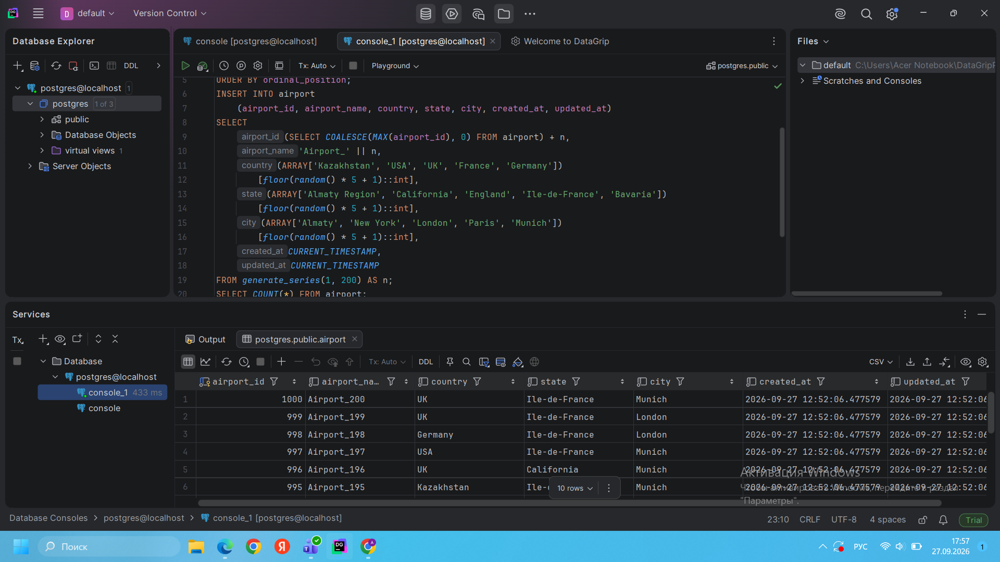 D default
Version Control
Database Explorer
DDL
postgres@localhost 1
postgres 1 of 3
public
Database Objects
virtual views 1
Server Objects
console [postgres@localhost]
console_1 [postgres@localhost]
Welcome to DataGrip
Tx: Auto
Playground
postgres.public
5 ORDER BY ordinal_position;
6 INSERT INTO airport
7 (airport_id, airport_name, country, state, city, created_at, updated_at)
8 SELECT
9 airport_id (SELECT COALESCE(MAX(airport_id), 0) FROM airport) + n,
10 airport_name 'Airport_' || n,
11 country (ARRAY['Kazakhstan', 'USA', 'UK', 'France', 'Germany'])
12 [floor(random() * 5 + 1)::int],
13 state (ARRAY['Almaty Region', 'California', 'England', 'Ile-de-France', 'Bavaria'])
14 [floor(random() * 5 + 1)::int],
15 city (ARRAY['Almaty', 'New York', 'London', 'Paris', 'Munich'])
16 [floor(random() * 5 + 1)::int],
17 created_at CURRENT_TIMESTAMP,
18 updated_at CURRENT_TIMESTAMP
19 FROM generate_series(1, 200) AS n;
20 SELECT COUNT(*) FROM airport;
Files
default C:\Users\Acer Notebook\DataGripP
Scratches and Consoles
Services
Tx
Database
postgres@localhost
console_1 433 ms
console
Output
postgres.public.airport
Tx: Auto
DDL
CSV
airport_id airport_na... country state city created_at updated_at
1 1000 Airport_200 UK Ile-de-France Munich 2026-09-27 12:52:06.477579 2026-09-27 12:52:06
2 999 Airport_199 UK Ile-de-France London 2026-09-27 12:52:06.477579 2026-09-27 12:52:06
3 998 Airport_198 Germany Ile-de-France London 2026-09-27 12:52:06.477579 2026-09-27 12:52:06
4 997 Airport_197 USA Ile-de-France Munich 2026-09-27 12:52:06.477579 2026-09-27 12:52:06
5 996 Airport_196 UK California Munich 2026-09-27 12:52:06.477579 2026-09-27 12:52:06
6 995 Airport_195 Kazakhstan Ile- Munich 2026-09-27 12:52:06.477579 2026-09-27 12:52:06
10 rows
Активация Windows
Чтобы активировать Windows, перейдите в раздел
"Параметры".
Database Consoles > postgres@localhost > console_1 [postgres@localhost]
23:10 CRLF UTF-8 4 spaces
Trial
Поиск
DG
РУС
17:57
27.09.2026
1